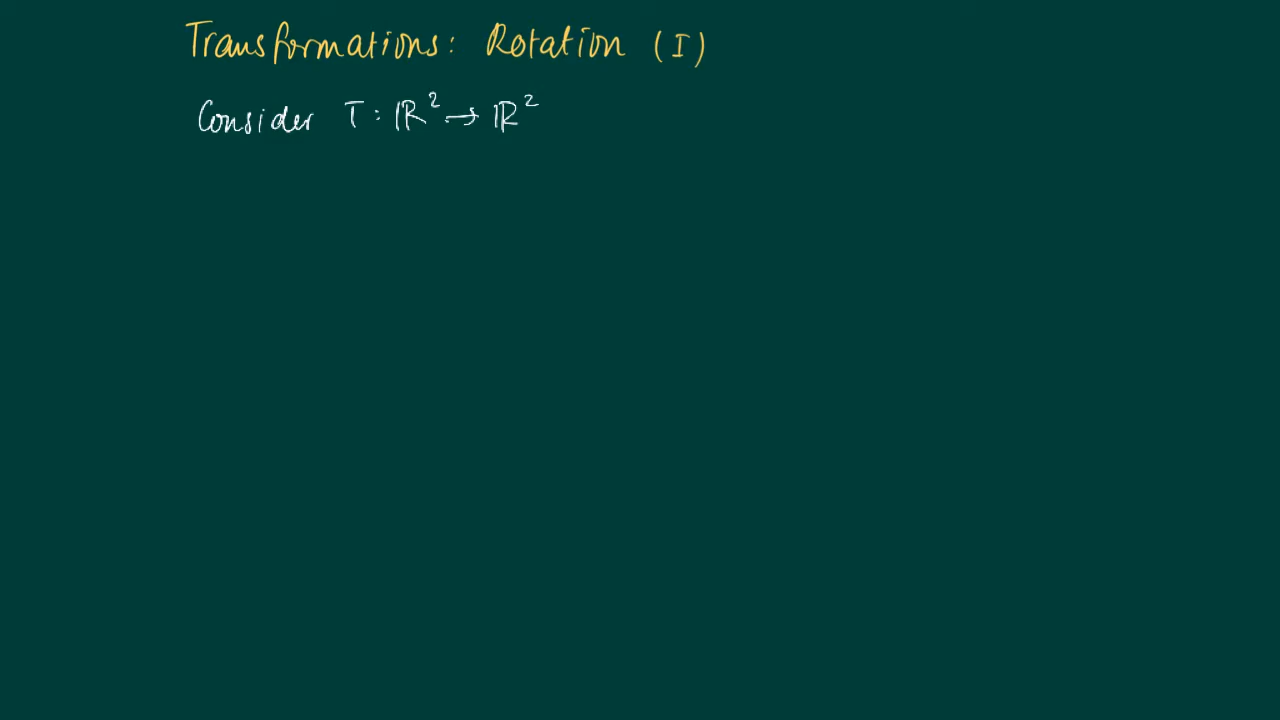 Transformations: Rotation (I)
Consider T: ℝ² → ℝ²